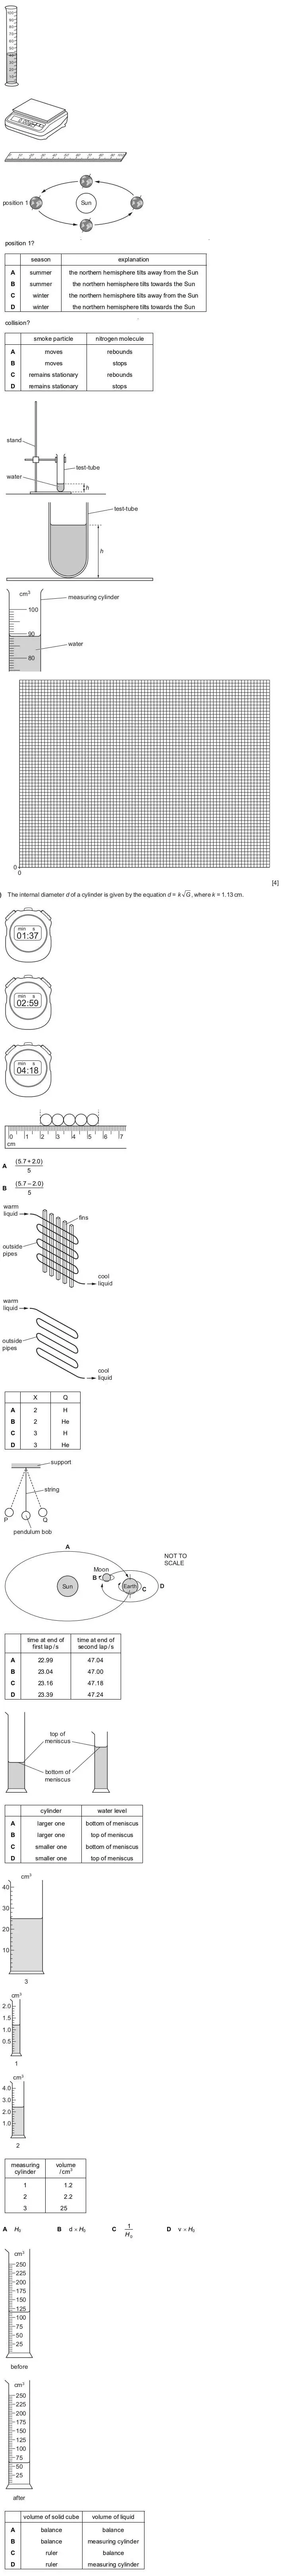 100
90
80
70
60
50
40
30
20
10
position 1
Sun
position 1?
season explanation
A summer the northern hemisphere tilts away from the Sun
B summer the northern hemisphere tilts towards the Sun
C winter the northern hemisphere tilts away from the Sun
D winter the northern hemisphere tilts towards the Sun
collision?
smoke particle nitrogen molecule
A moves rebounds
B moves stops
C remains stationary rebounds
D remains stationary stops
stand
test-tube
water
h
test-tube
h
cm³
measuring cylinder
100
90
water
80
0
0
[4]
) The internal diameter d of a cylinder is given by the equation d = k√G, where k = 1.13 cm.
min s
01:37
min s
02:59
min s
04:18
0 1 2 3 4 5 6 7
cm
A (5.7 + 2.0)
5
B (5.7 – 2.0)
5
warm
liquid
fins
outside
pipes
cool
liquid
warm
liquid
outside
pipes
cool
liquid
X Q
A 2 H
B 2 He
C 3 H
D 3 He
support
string
P Q
pendulum bob
A
NOT TO
SCALE
Moon
B
Sun
Earth
C
D
time at end of first lap / s time at end of second lap / s
A 22.99 47.04
B 23.04 47.00
C 23.16 47.18
D 23.39 47.24
top of
meniscus
bottom of
meniscus
cylinder water level
A larger one bottom of meniscus
B larger one top of meniscus
C smaller one bottom of meniscus
D smaller one top of meniscus
cm³
40
30
20
10
3
cm³
2.0
1.5
1.0
0.5
1
cm³
4.0
3.0
2.0
1.0
2
measuring cylinder volume / cm³
1 1.2
2 2.2
3 25
A H₀ B d × H₀ C 1/H₀ D v × H₀
cm³
250
225
200
175
150
125
100
75
50
25
before
cm³
250
225
200
175
150
125
100
75
50
25
after
volume of solid cube volume of liquid
A balance balance
B balance measuring cylinder
C ruler balance
D ruler measuring cylinder